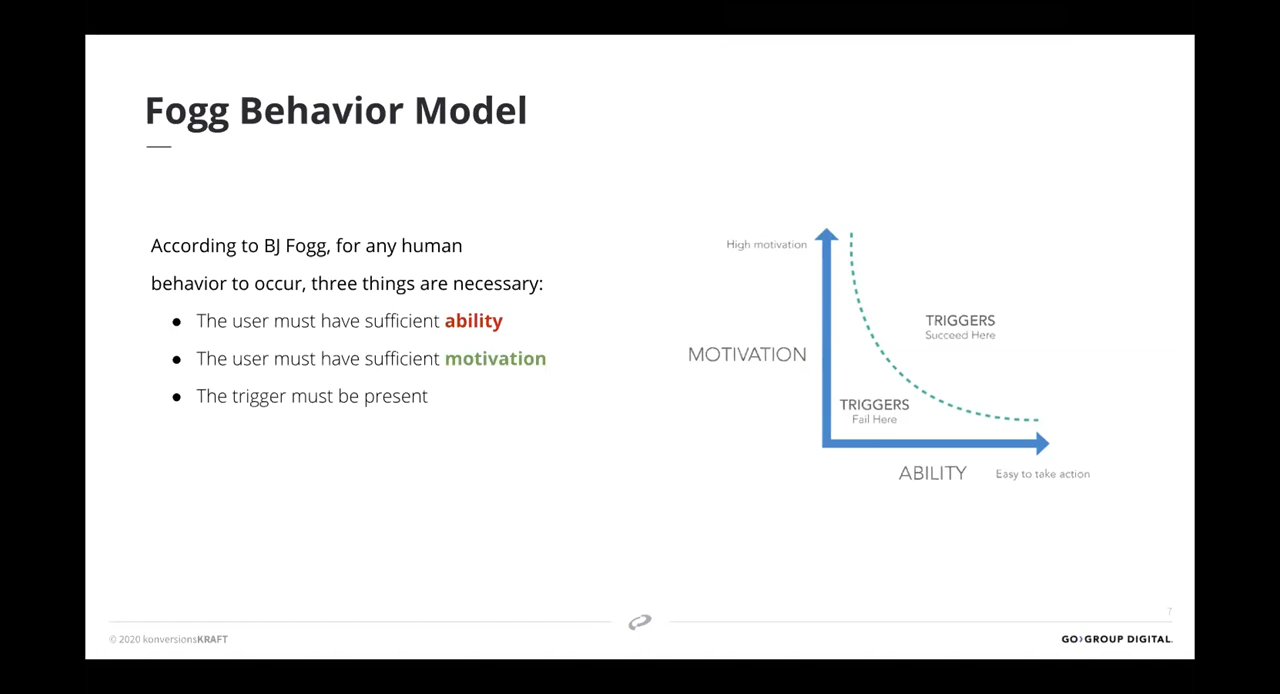 Fogg Behavior Model
According to BJ Fogg, for any human
behavior to occur, three things are necessary:
● The user must have sufficient ability
● The user must have sufficient motivation
● The trigger must be present
High motivation
MOTIVATION
TRIGGERS
Succeed Here
TRIGGERS
Fail Here
ABILITY
Easy to take action
7
© 2020 konversionsKRAFT
GO⟩GROUP DIGITAL.